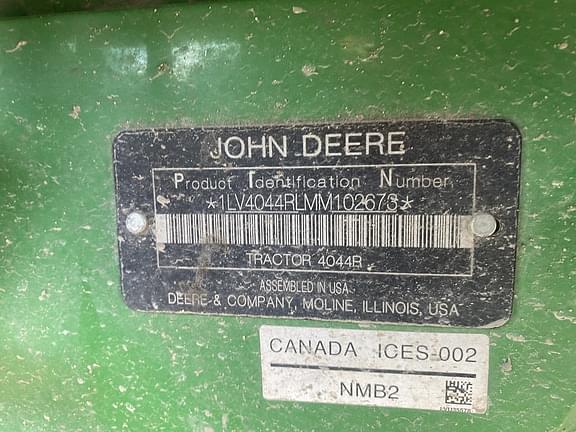 JOHN DEERE
Product Identification Number
*1LV4044RLMM102673*
TRACTOR 4044R
ASSEMBLED IN USA
DEERE & COMPANY, MOLINE, ILLINOIS, USA
CANADA ICES-002
NMB2